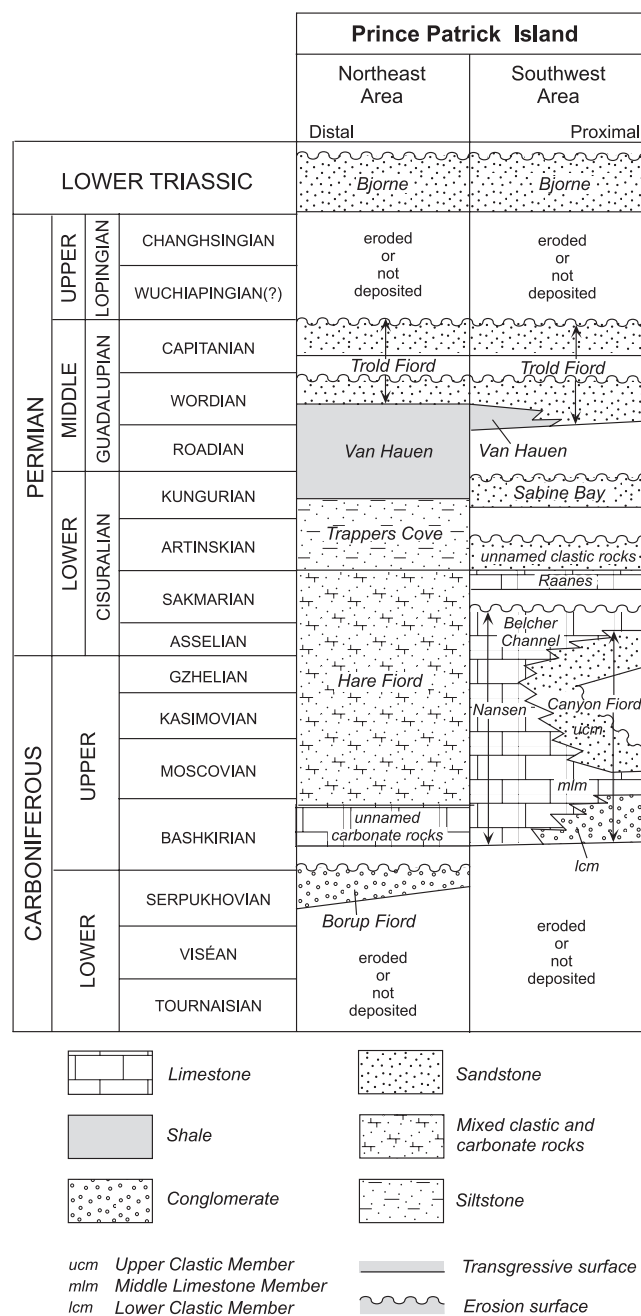 Prince Patrick Island
Northeast
Area
Southwest
Area
Distal
Proximal
LOWER TRIASSIC
Bjorne
Bjorne
PERMIAN
UPPER
LOPINGIAN
CHANGHSINGIAN
WUCHIAPINGIAN(?)
eroded
or
not
deposited
eroded
or
not
deposited
MIDDLE
GUADALUPIAN
CAPITANIAN
WORDIAN
ROADIAN
Trold Fiord
Trold Fiord
Van Hauen
Van Hauen
LOWER
CISURALIAN
KUNGURIAN
ARTINSKIAN
SAKMARIAN
ASSELIAN
Sabine Bay
Trappers Cove
unnamed clastic rocks
Raanes
Belcher
Channel
CARBONIFEROUS
UPPER
GZHELIAN
KASIMOVIAN
MOSCOVIAN
BASHKIRIAN
Hare Fiord
Nansen
Canyon Fiord
ucm
mlm
unnamed
carbonate rocks
lcm
LOWER
SERPUKHOVIAN
VISÉAN
TOURNAISIAN
Borup Fiord
eroded
or
not
deposited
eroded
or
not
deposited
Limestone
Sandstone
Shale
Mixed clastic and
carbonate rocks
Conglomerate
Siltstone
ucm Upper Clastic Member
mlm Middle Limestone Member
lcm Lower Clastic Member
Transgressive surface
Erosion surface